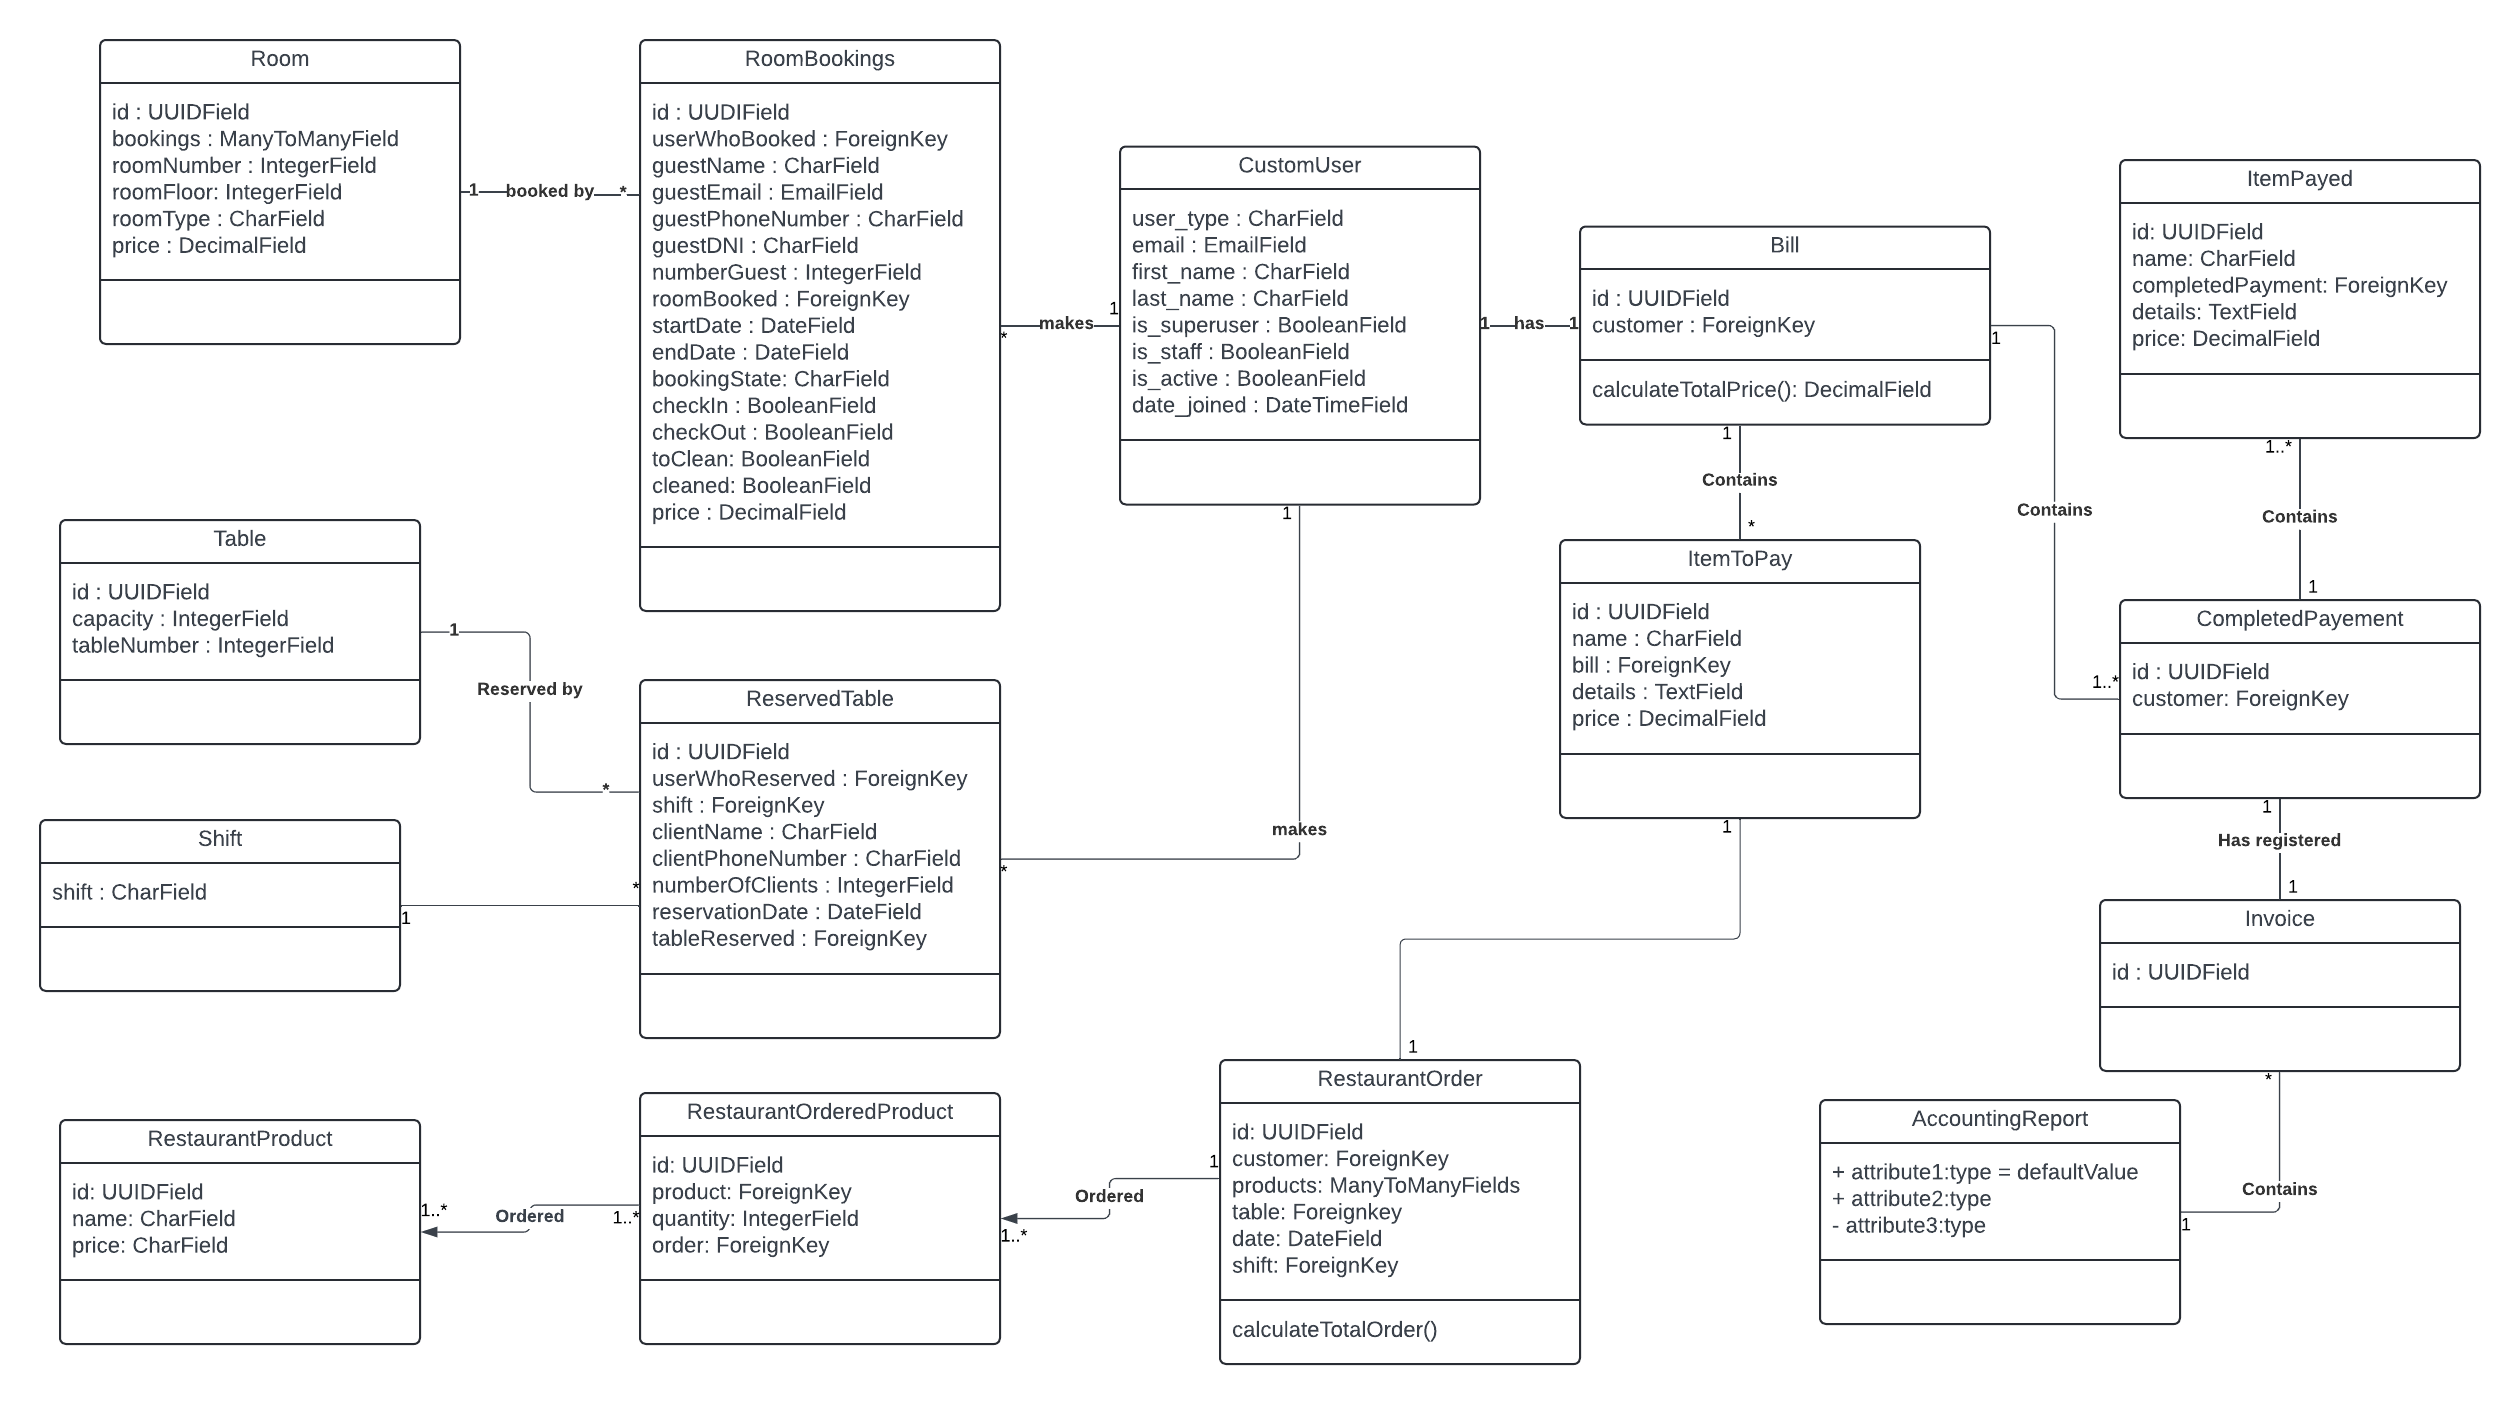 Room
id : UUIDField
bookings : ManyToManyField
roomNumber : IntegerField
roomFloor: IntegerField
roomType : CharField
price : DecimalField
1
booked by
*
RoomBookings
id : UUDIField
userWhoBooked : ForeignKey
guestName : CharField
guestEmail : EmailField
guestPhoneNumber : CharField
guestDNI : CharField
numberGuest : IntegerField
roomBooked : ForeignKey
startDate : DateField
endDate : DateField
bookingState: CharField
checkIn : BooleanField
checkOut : BooleanField
toClean: BooleanField
cleaned: BooleanField
price : DecimalField
*
makes
1
CustomUser
user_type : CharField
email : EmailField
first_name : CharField
last_name : CharField
is_superuser : BooleanField
is_staff : BooleanField
is_active : BooleanField
date_joined : DateTimeField
1
has
1
Bill
id : UUIDField
customer : ForeignKey
calculateTotalPrice(): DecimalField
1
Contains
1..*
1
Contains
*
ItemPayed
id: UUIDField
name: CharField
completedPayment: ForeignKey
details: TextField
price: DecimalField
1..*
Contains
1
Table
id : UUIDField
capacity : IntegerField
tableNumber : IntegerField
1
Reserved by
*
ReservedTable
id : UUIDField
userWhoReserved : ForeignKey
shift : ForeignKey
clientName : CharField
clientPhoneNumber : CharField
numberOfClients : IntegerField
reservationDate : DateField
tableReserved : ForeignKey
1
makes
*
ItemToPay
id : UUIDField
name : CharField
bill : ForeignKey
details : TextField
price : DecimalField
1
1
CompletedPayement
id : UUIDField
customer: ForeignKey
1
Has registered
1
Shift
shift : CharField
1
*
Invoice
id : UUIDField
*
Contains
1
RestaurantProduct
id: UUIDField
name: CharField
price: CharField
1..*
Ordered
1..*
RestaurantOrderedProduct
id: UUIDField
product: ForeignKey
quantity: IntegerField
order: ForeignKey
1..*
Ordered
1
RestaurantOrder
id: UUIDField
customer: ForeignKey
products: ManyToManyFields
table: Foreignkey
date: DateField
shift: ForeignKey
calculateTotalOrder()
AccountingReport
+ attribute1:type = defaultValue
+ attribute2:type
- attribute3:type